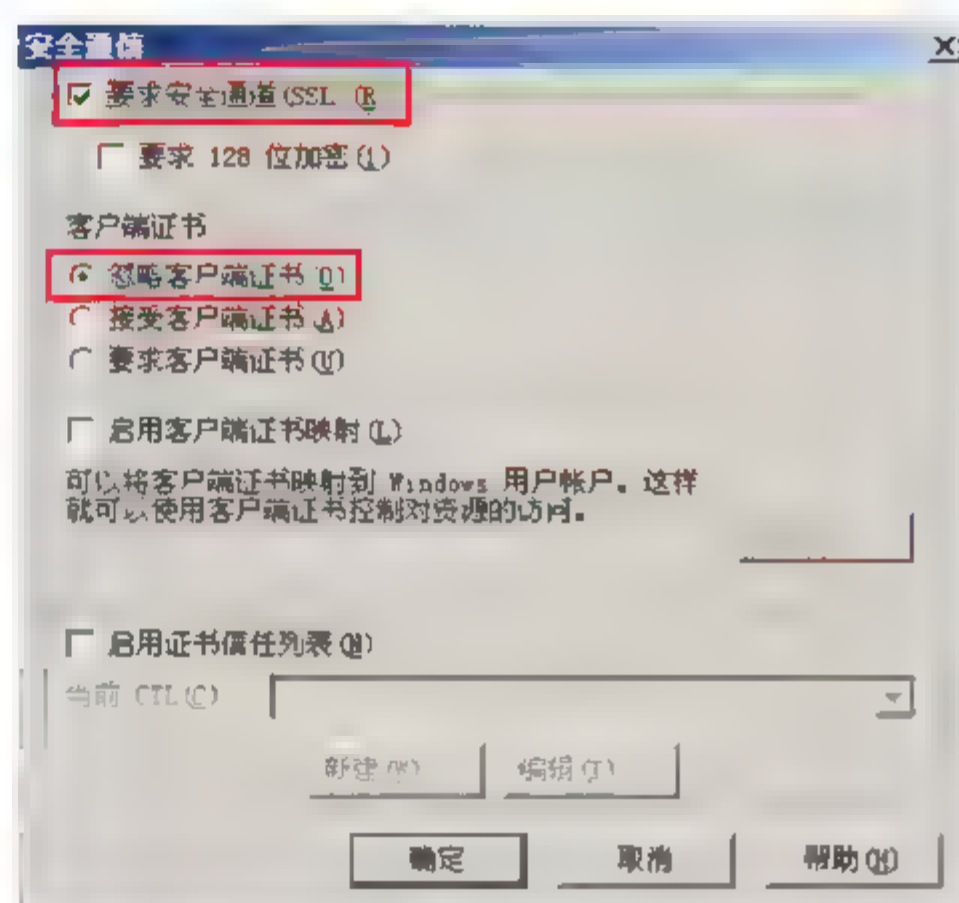 安全通信
要求安全通道(SSL (R
要求 128 位加密(1)
客户端证书
忽略客户端证书(I)
接受客户端证书(A)
要求客户端证书(U)
启用客户端证书映射(L)
可以将客户端证书映射到 Windows 用户帐户。这样
就可以使用客户端证书控制对资源的访问。
启用证书信任列表(N)
当前 CTL(C)
新建(W) 编辑(T)
确定 取消 帮助(H)